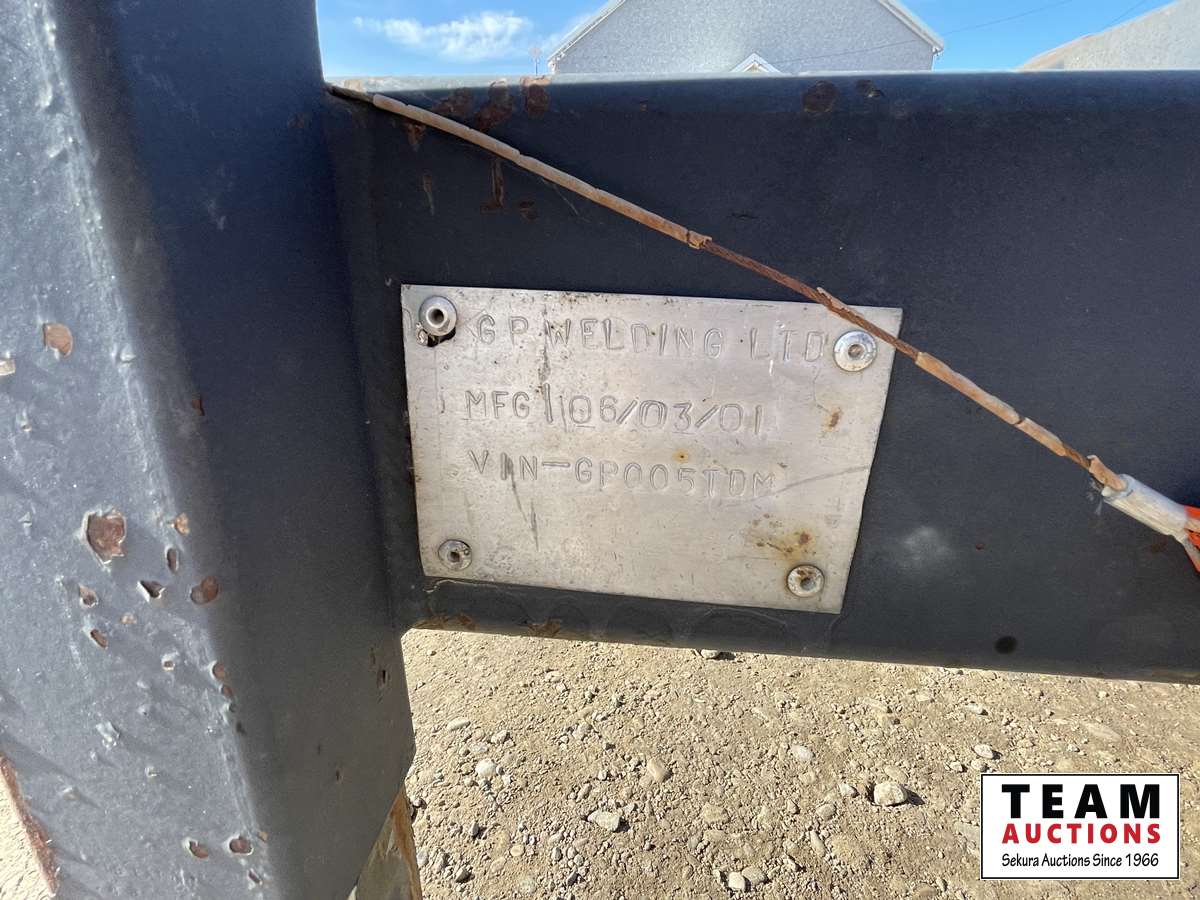 GP WELDING LTD
MFG 06/03/01
VIN-GP005TDM
TEAM
AUCTIONS
Sekura Auctions Since 1966